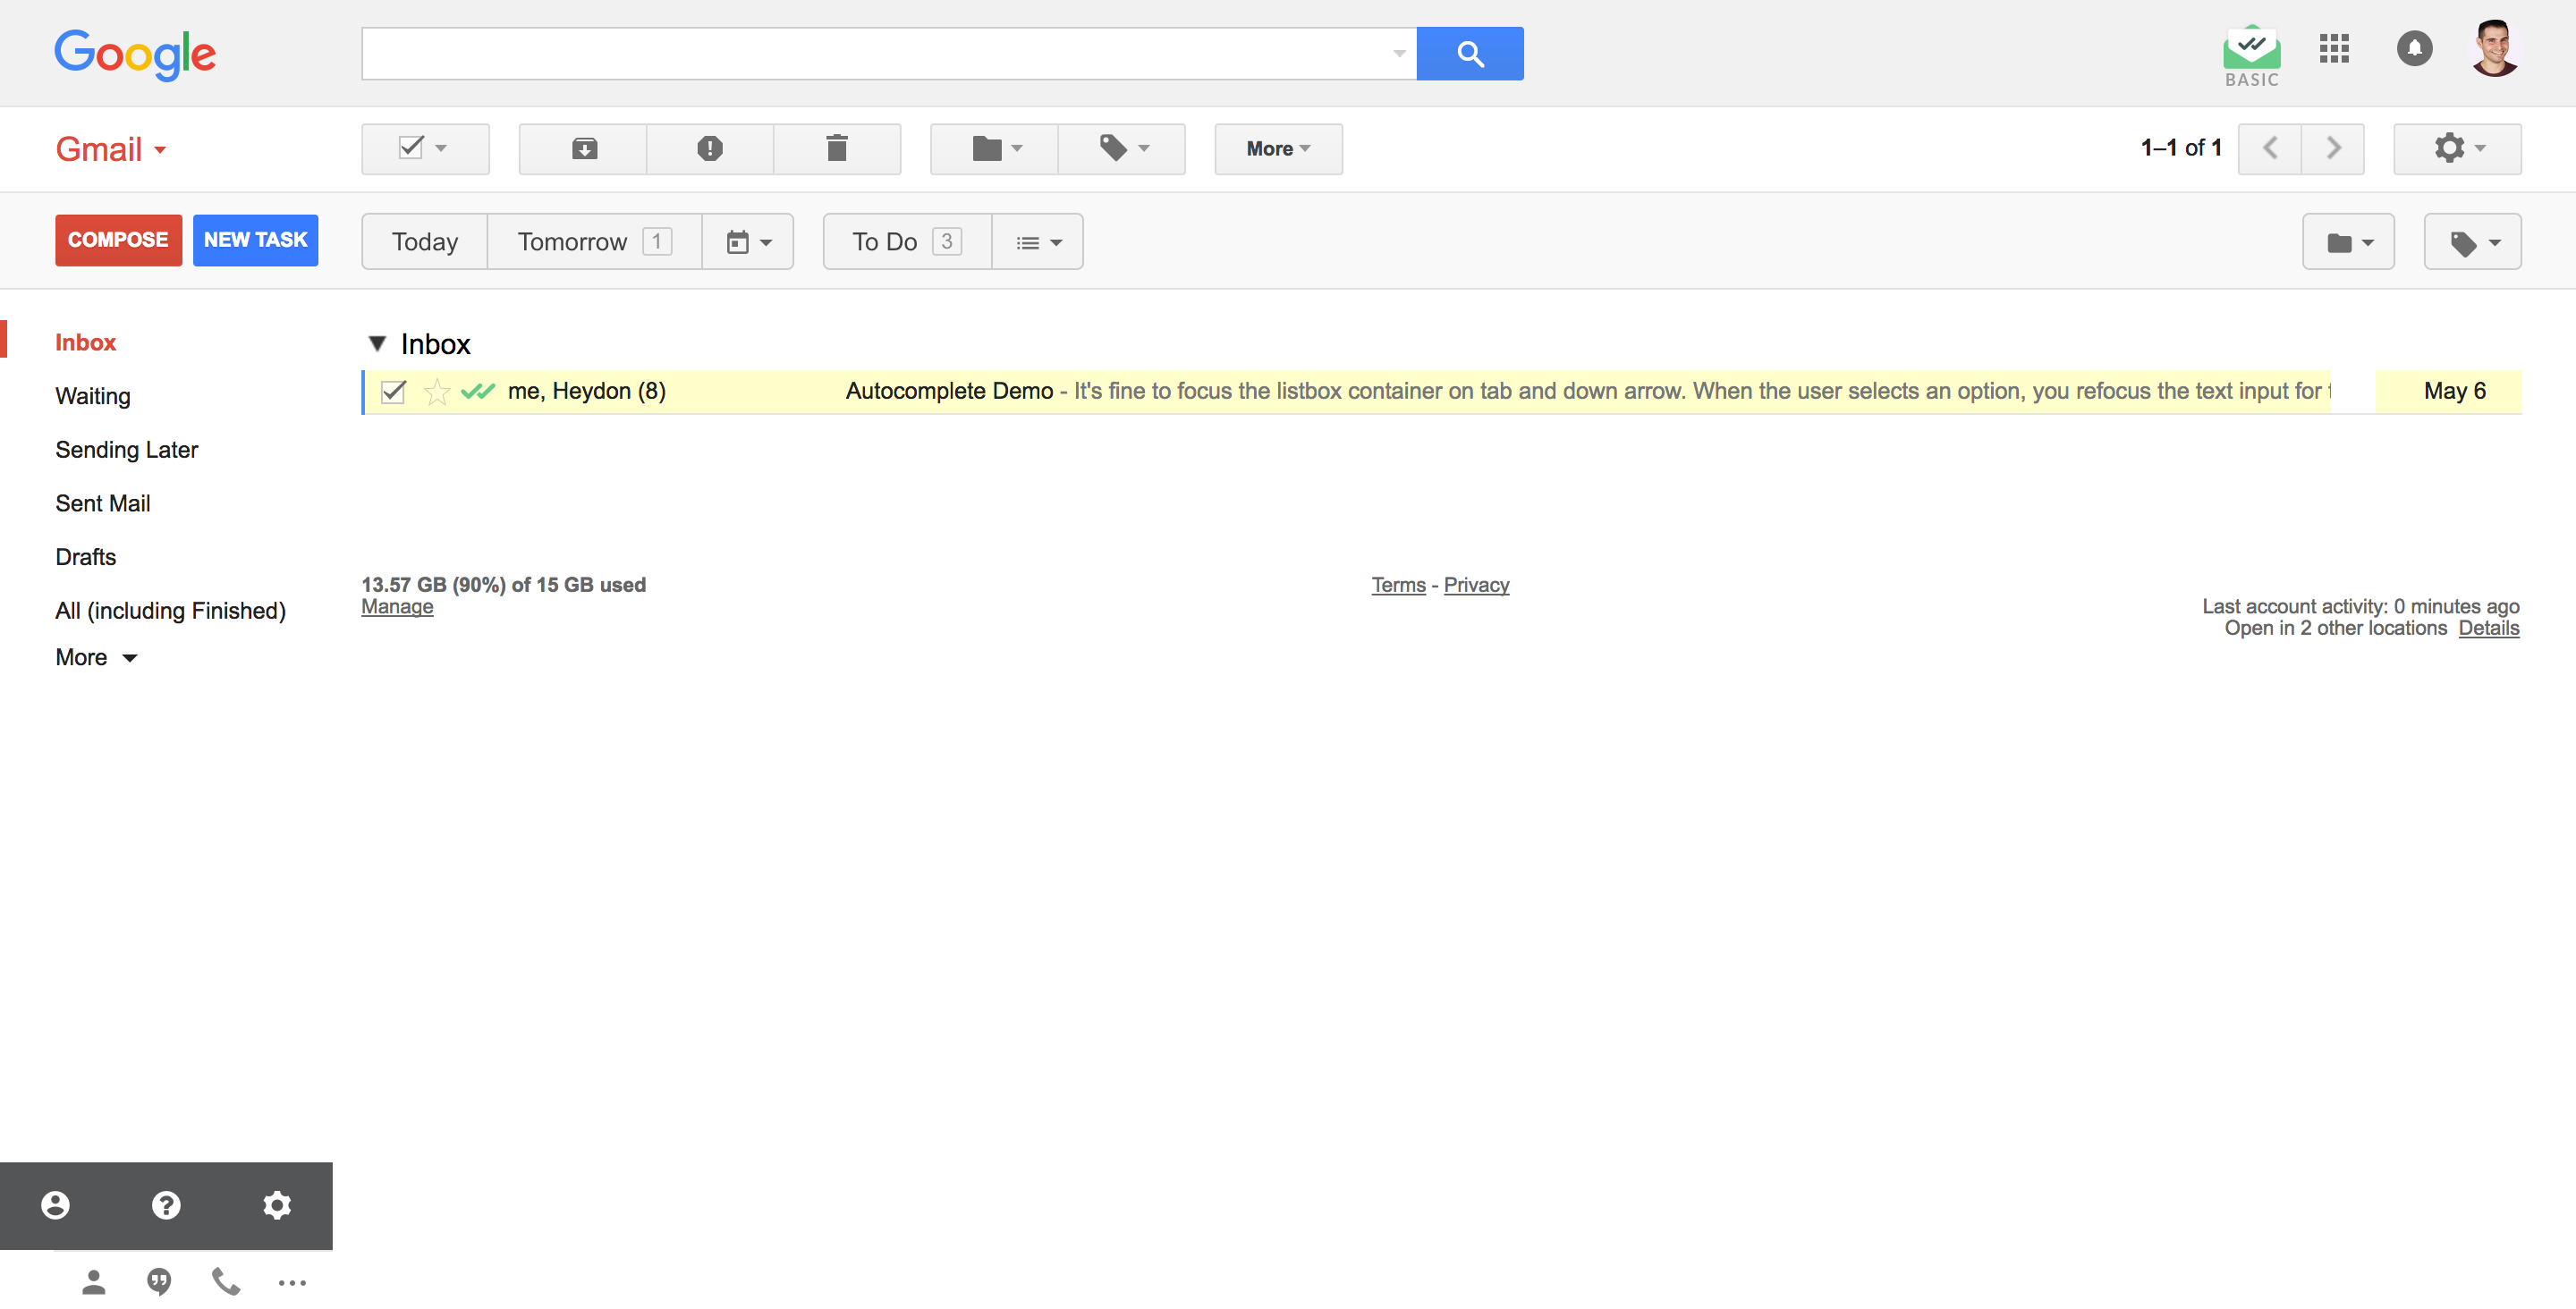 Google
BASIC
Gmail
More
1–1 of 1
COMPOSE
NEW TASK
Today
Tomorrow 1
To Do 3
Inbox
Waiting
Sending Later
Sent Mail
Drafts
All (including Finished)
More
Inbox
me, Heydon (8) Autocomplete Demo - It's fine to focus the listbox container on tab and down arrow. When the user selects an option, you refocus the text input for May 6
13.57 GB (90%) of 15 GB used
Manage
Terms - Privacy
Last account activity: 0 minutes ago
Open in 2 other locations Details